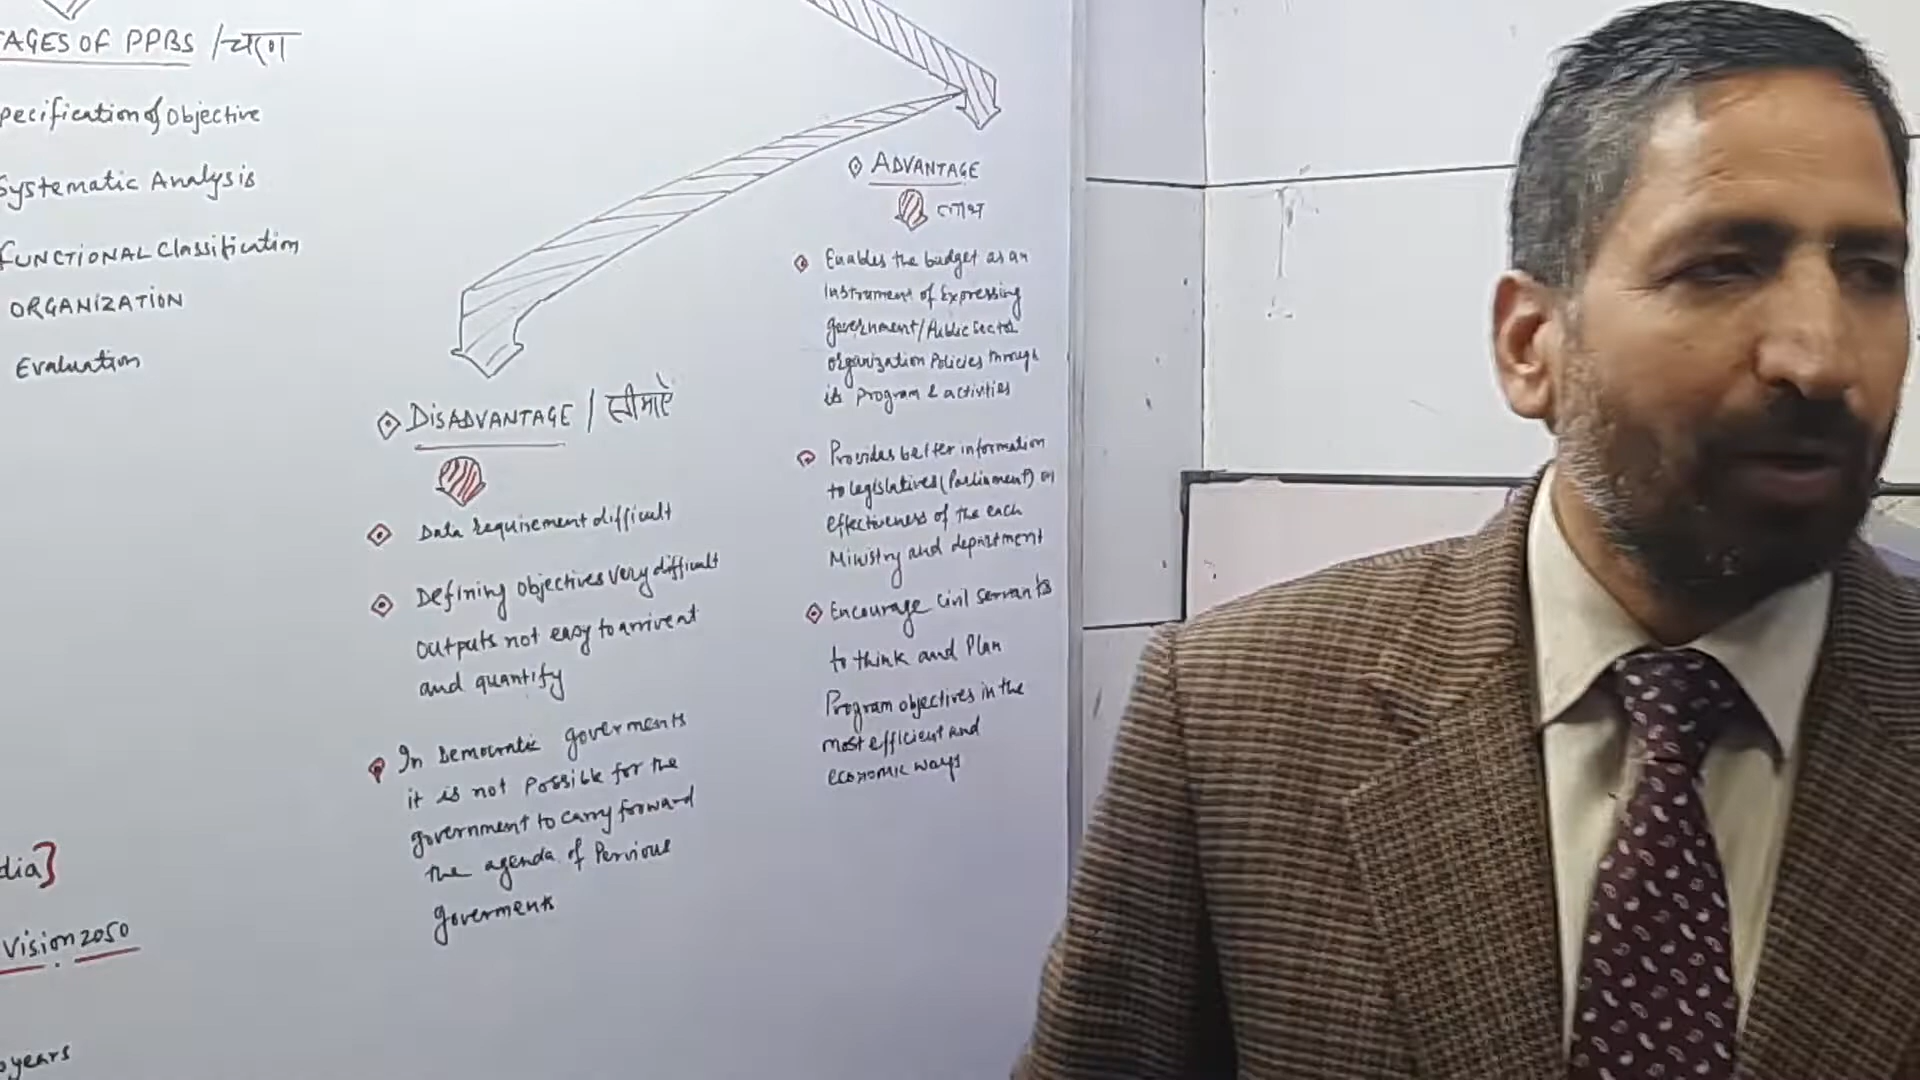 TAGES OF PPBS / चरण
pecification of Objective
Systematic Analysis
FUNCTIONAL Classification
ORGANIZATION
Evaluation
dia]
Vision 2050
years
DISADVANTAGE / सीमाएं
Data requirement difficult
Defining objectives very difficult
outputs not easy to arrive at
and quantify
In Democratic goverments
it is not possible for the
government to carry forward
the agenda of Pervious
goverments
ADVANTAGE
लाभ
Enables the budget as an
instrument of Expressing
government/Public sector
organization Policies through
its program & activities
Provides better information
to legislatives (Parliament) on
effectiveness of the each
Ministry and department
Encourage civil servants
to think and Plan
Program objectives in the
most efficient and
economic ways